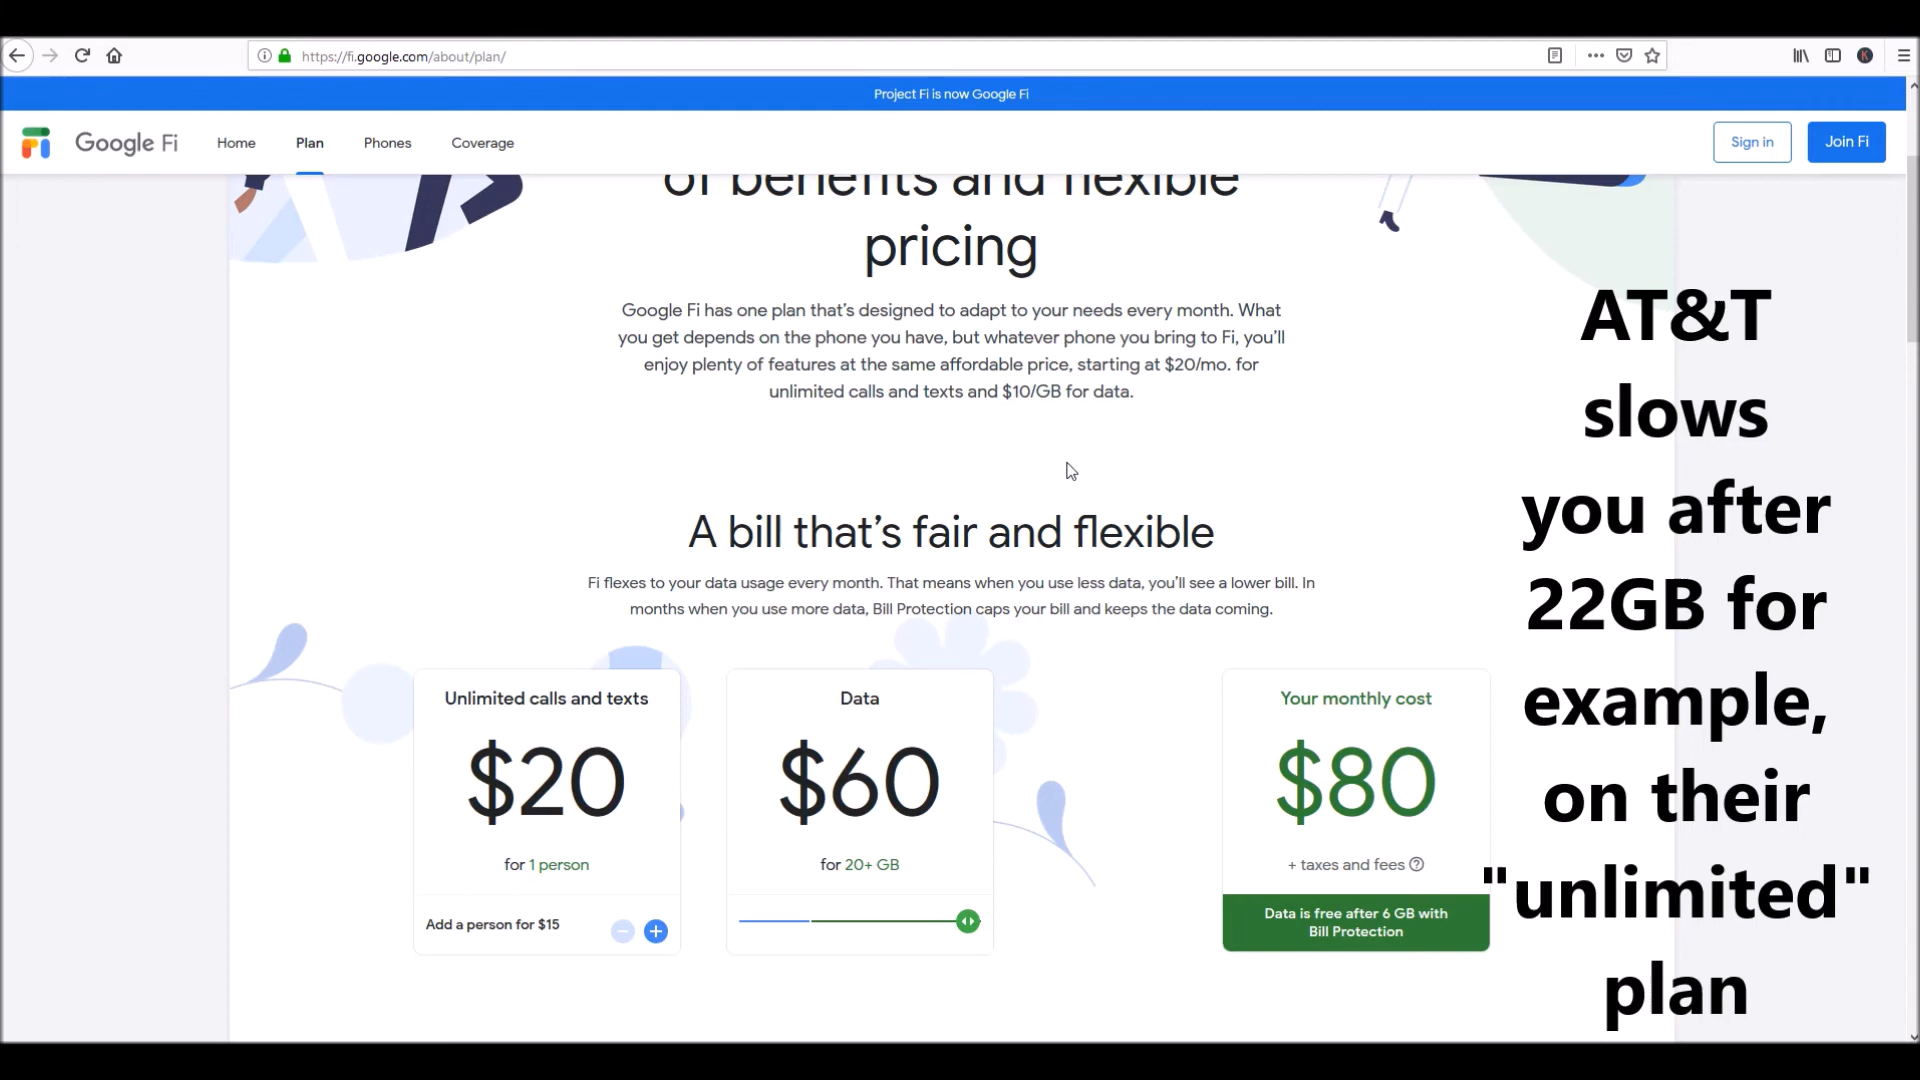 https://fi.google.com/about/plan/
Project Fi is now Google Fi
Google Fi
Home
Plan
Phones
Coverage
Sign in
Join Fi
of benefits and flexible
pricing
Google Fi has one plan that’s designed to adapt to your needs every month. What
you get depends on the phone you have, but whatever phone you bring to Fi, you’ll
enjoy plenty of features at the same affordable price, starting at $20/mo. for
unlimited calls and texts and $10/GB for data.
A bill that’s fair and flexible
Fi flexes to your data usage every month. That means when you use less data, you’ll see a lower bill. In
months when you use more data, Bill Protection caps your bill and keeps the data coming.
Unlimited calls and texts
$20
for 1 person
Add a person for $15
Data
$60
for 20+ GB
Your monthly cost
$80
+ taxes and fees
Data is free after 6 GB with
Bill Protection
AT&T
slows
you after
22GB for
example,
on their
"unlimited"
plan